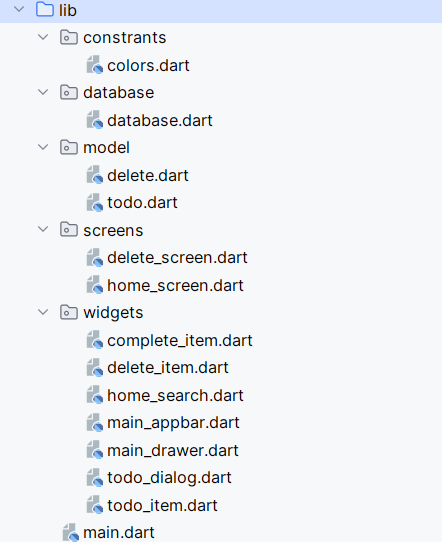 lib
constrants
colors.dart
database
database.dart
model
delete.dart
todo.dart
screens
delete_screen.dart
home_screen.dart
widgets
complete_item.dart
delete_item.dart
home_search.dart
main_appbar.dart
main_drawer.dart
todo_dialog.dart
todo_item.dart
main.dart